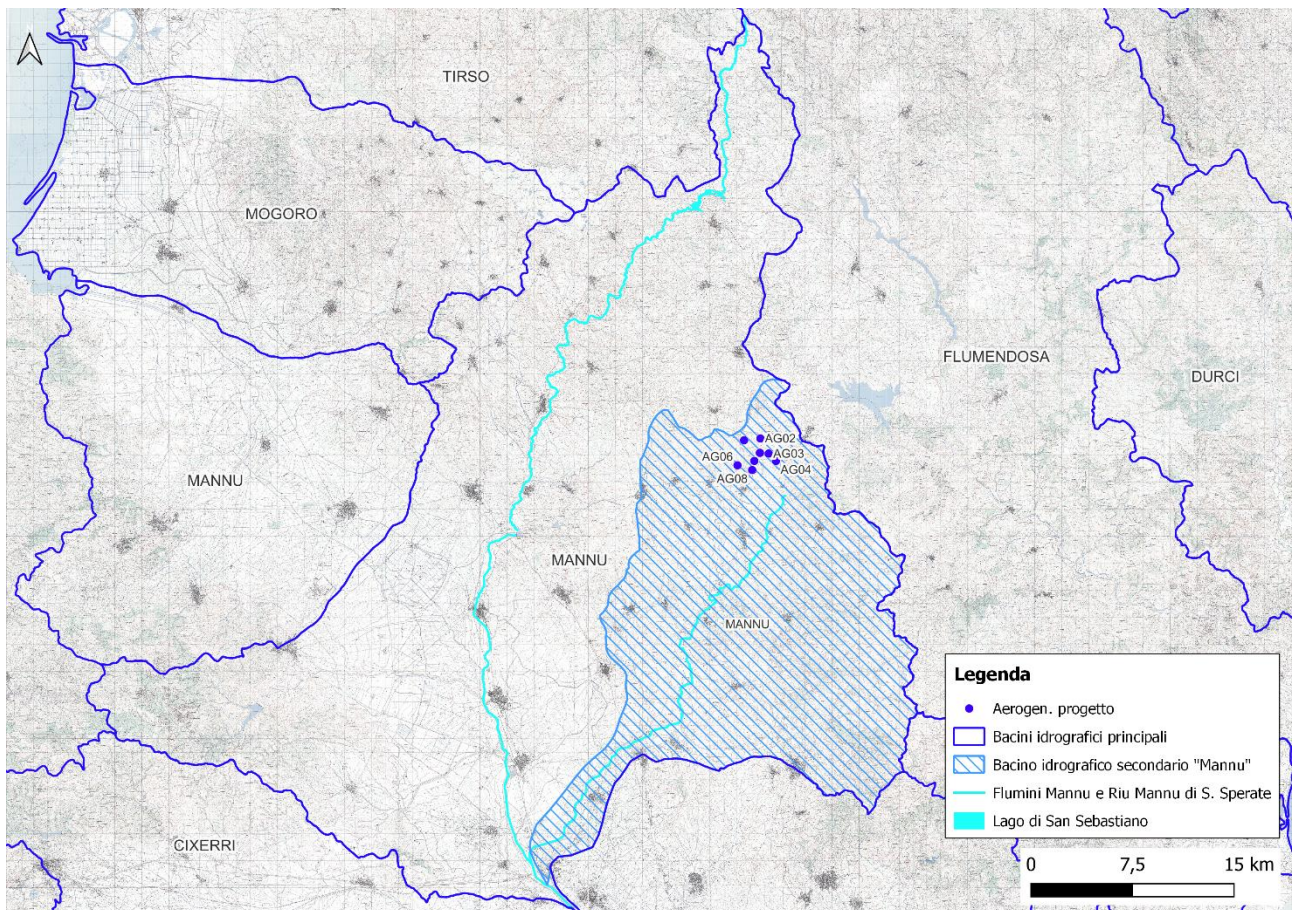 TIRSO
MOGORO
FLUMENDOSA
DURCI
AG02
AG03
AG06
AG04
AG08
MANNU
MANNU
MANNU
CIXERRI
Legenda
Aerogen. progetto
Bacini idrografici principali
Bacino idrografico secondario "Mannu"
Flumini Mannu e Riu Mannu di S. Sperate
Lago di San Sebastiano
0 7,5 15 km